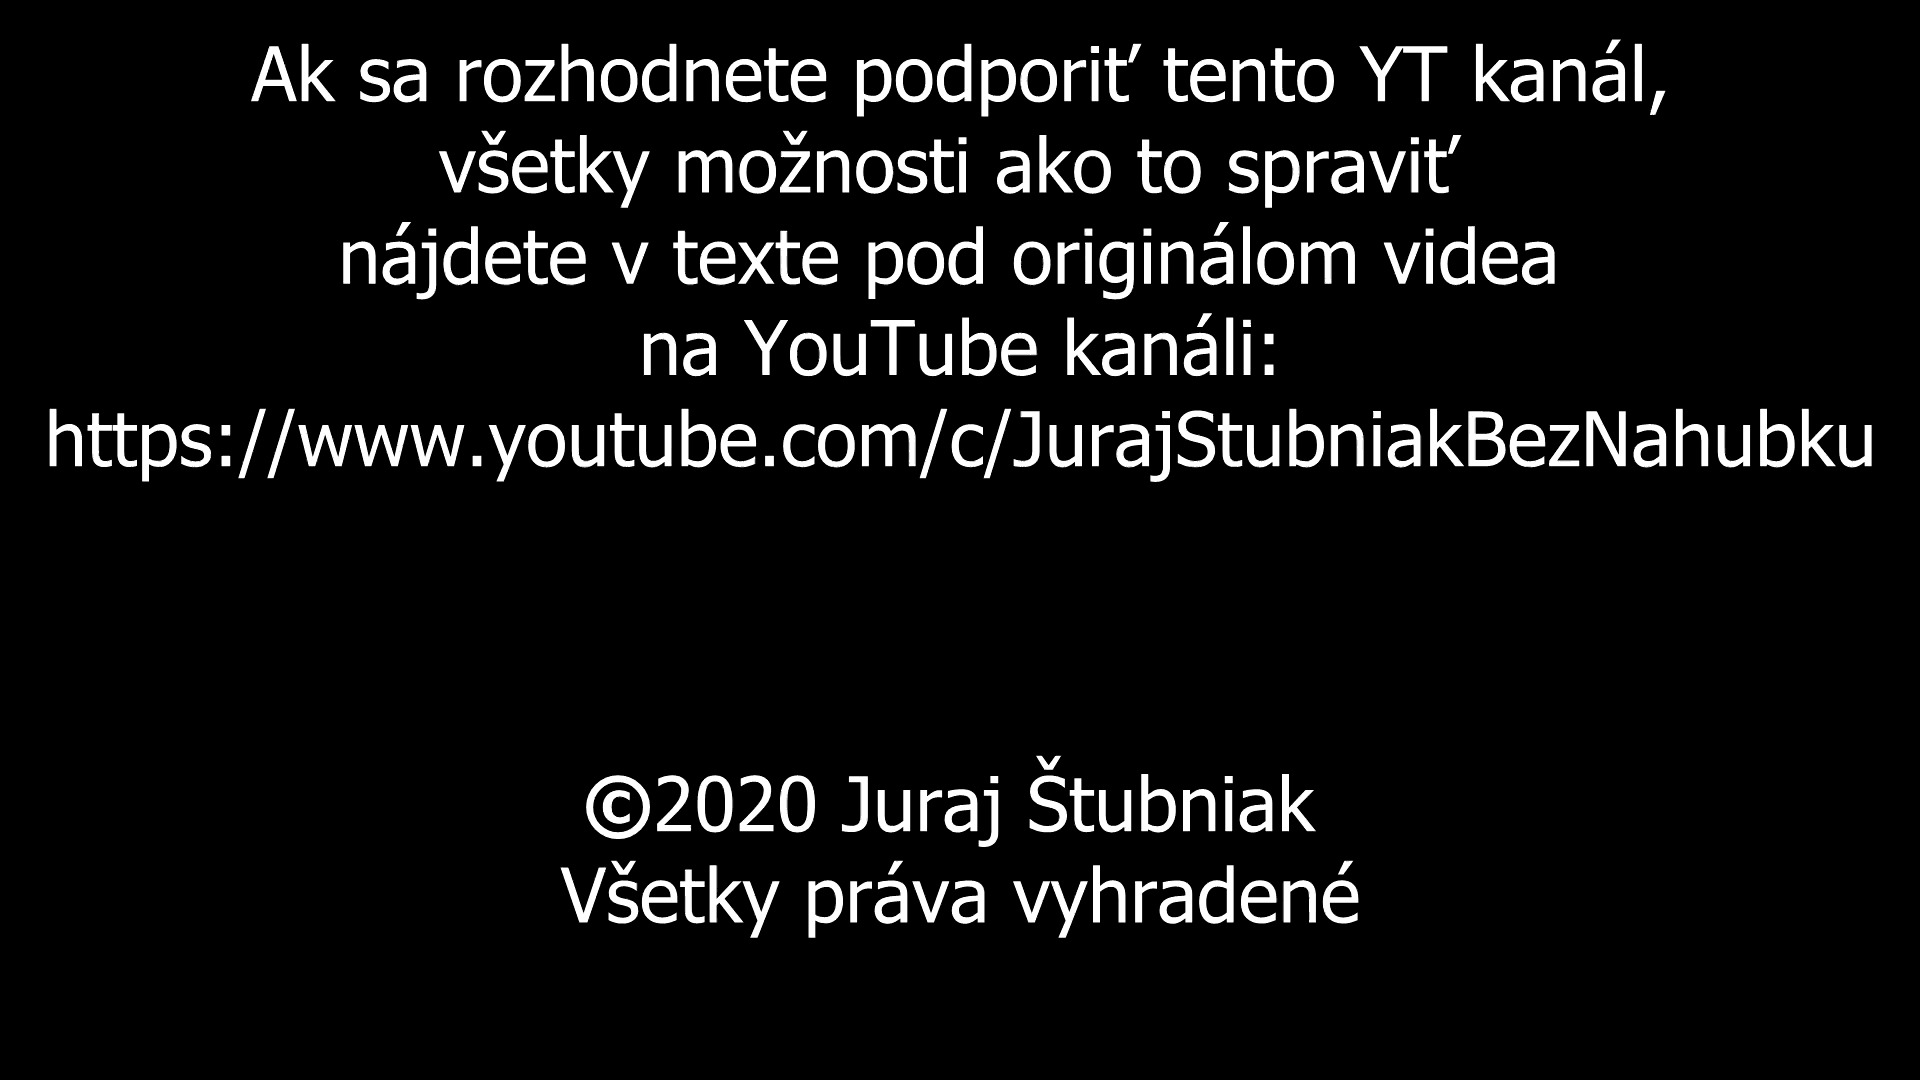 Ak sa rozhodnete podporiť tento YT kanál,
všetky možnosti ako to spraviť
nájdete v texte pod originálom videa
na YouTube kanáli:
https://www.youtube.com/c/JurajStubniakBezNahubku
©2020 Juraj Štubniak
Všetky práva vyhradené